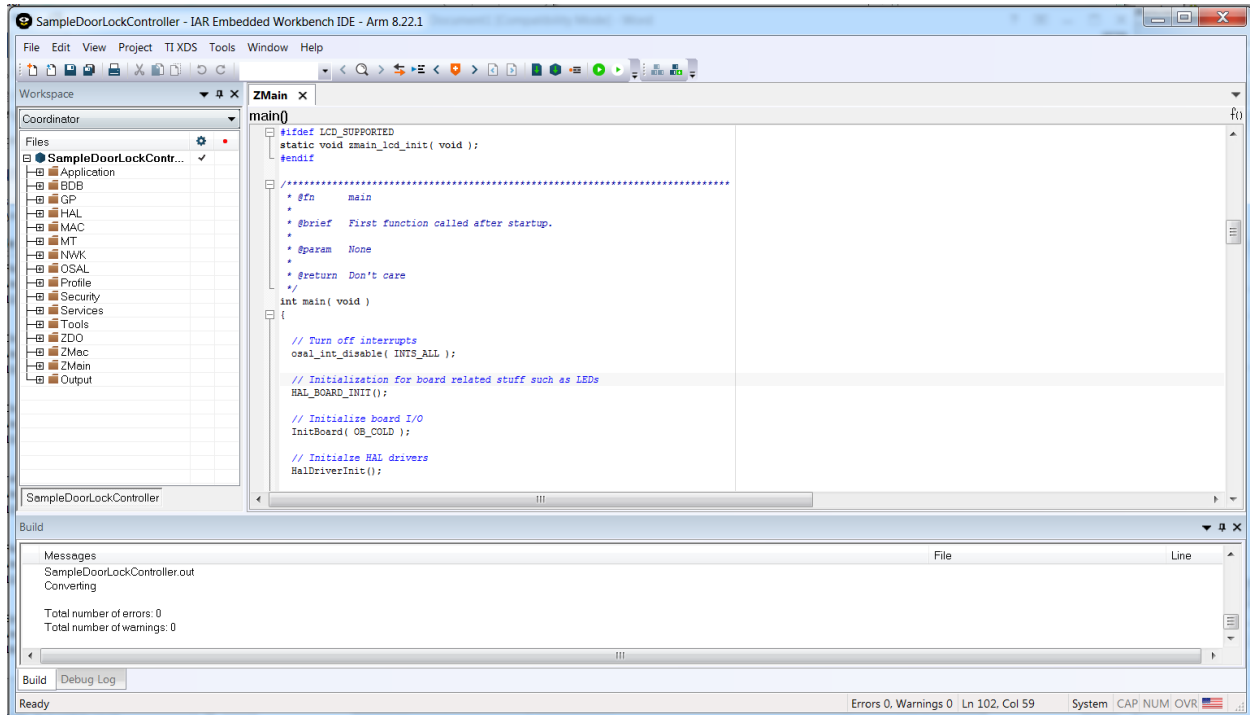 SampleDoorLockController - IAR Embedded Workbench IDE - Arm 8.22.1
File Edit View Project TI XDS Tools Window Help
Workspace
ZMain
Coordinator
main()
Files
SampleDoorLockContr...
Application
BDB
GP
HAL
MAC
MT
NWK
OSAL
Profile
Security
Services
Tools
ZDO
ZMac
ZMain
Output
SampleDoorLockController
#ifdef LCD_SUPPORTED
static void zmain_lcd_init( void );
#endif
/*****************************************************************************
* @fn main
*
* @brief First function called after startup.
*
* @param None
*
* @return Don't care
*/
int main( void )
{
// Turn off interrupts
osal_int_disable( INTS_ALL );
// Initialization for board related stuff such as LEDs
HAL_BOARD_INIT();
// Initialize board I/O
InitBoard( OB_COLD );
// Initialze HAL drivers
HalDriverInit();
Build
Messages File Line
SampleDoorLockController.out
Converting
Total number of errors: 0
Total number of warnings: 0
Build Debug Log
Ready Errors 0, Warnings 0 Ln 102, Col 59 System CAP NUM OVR